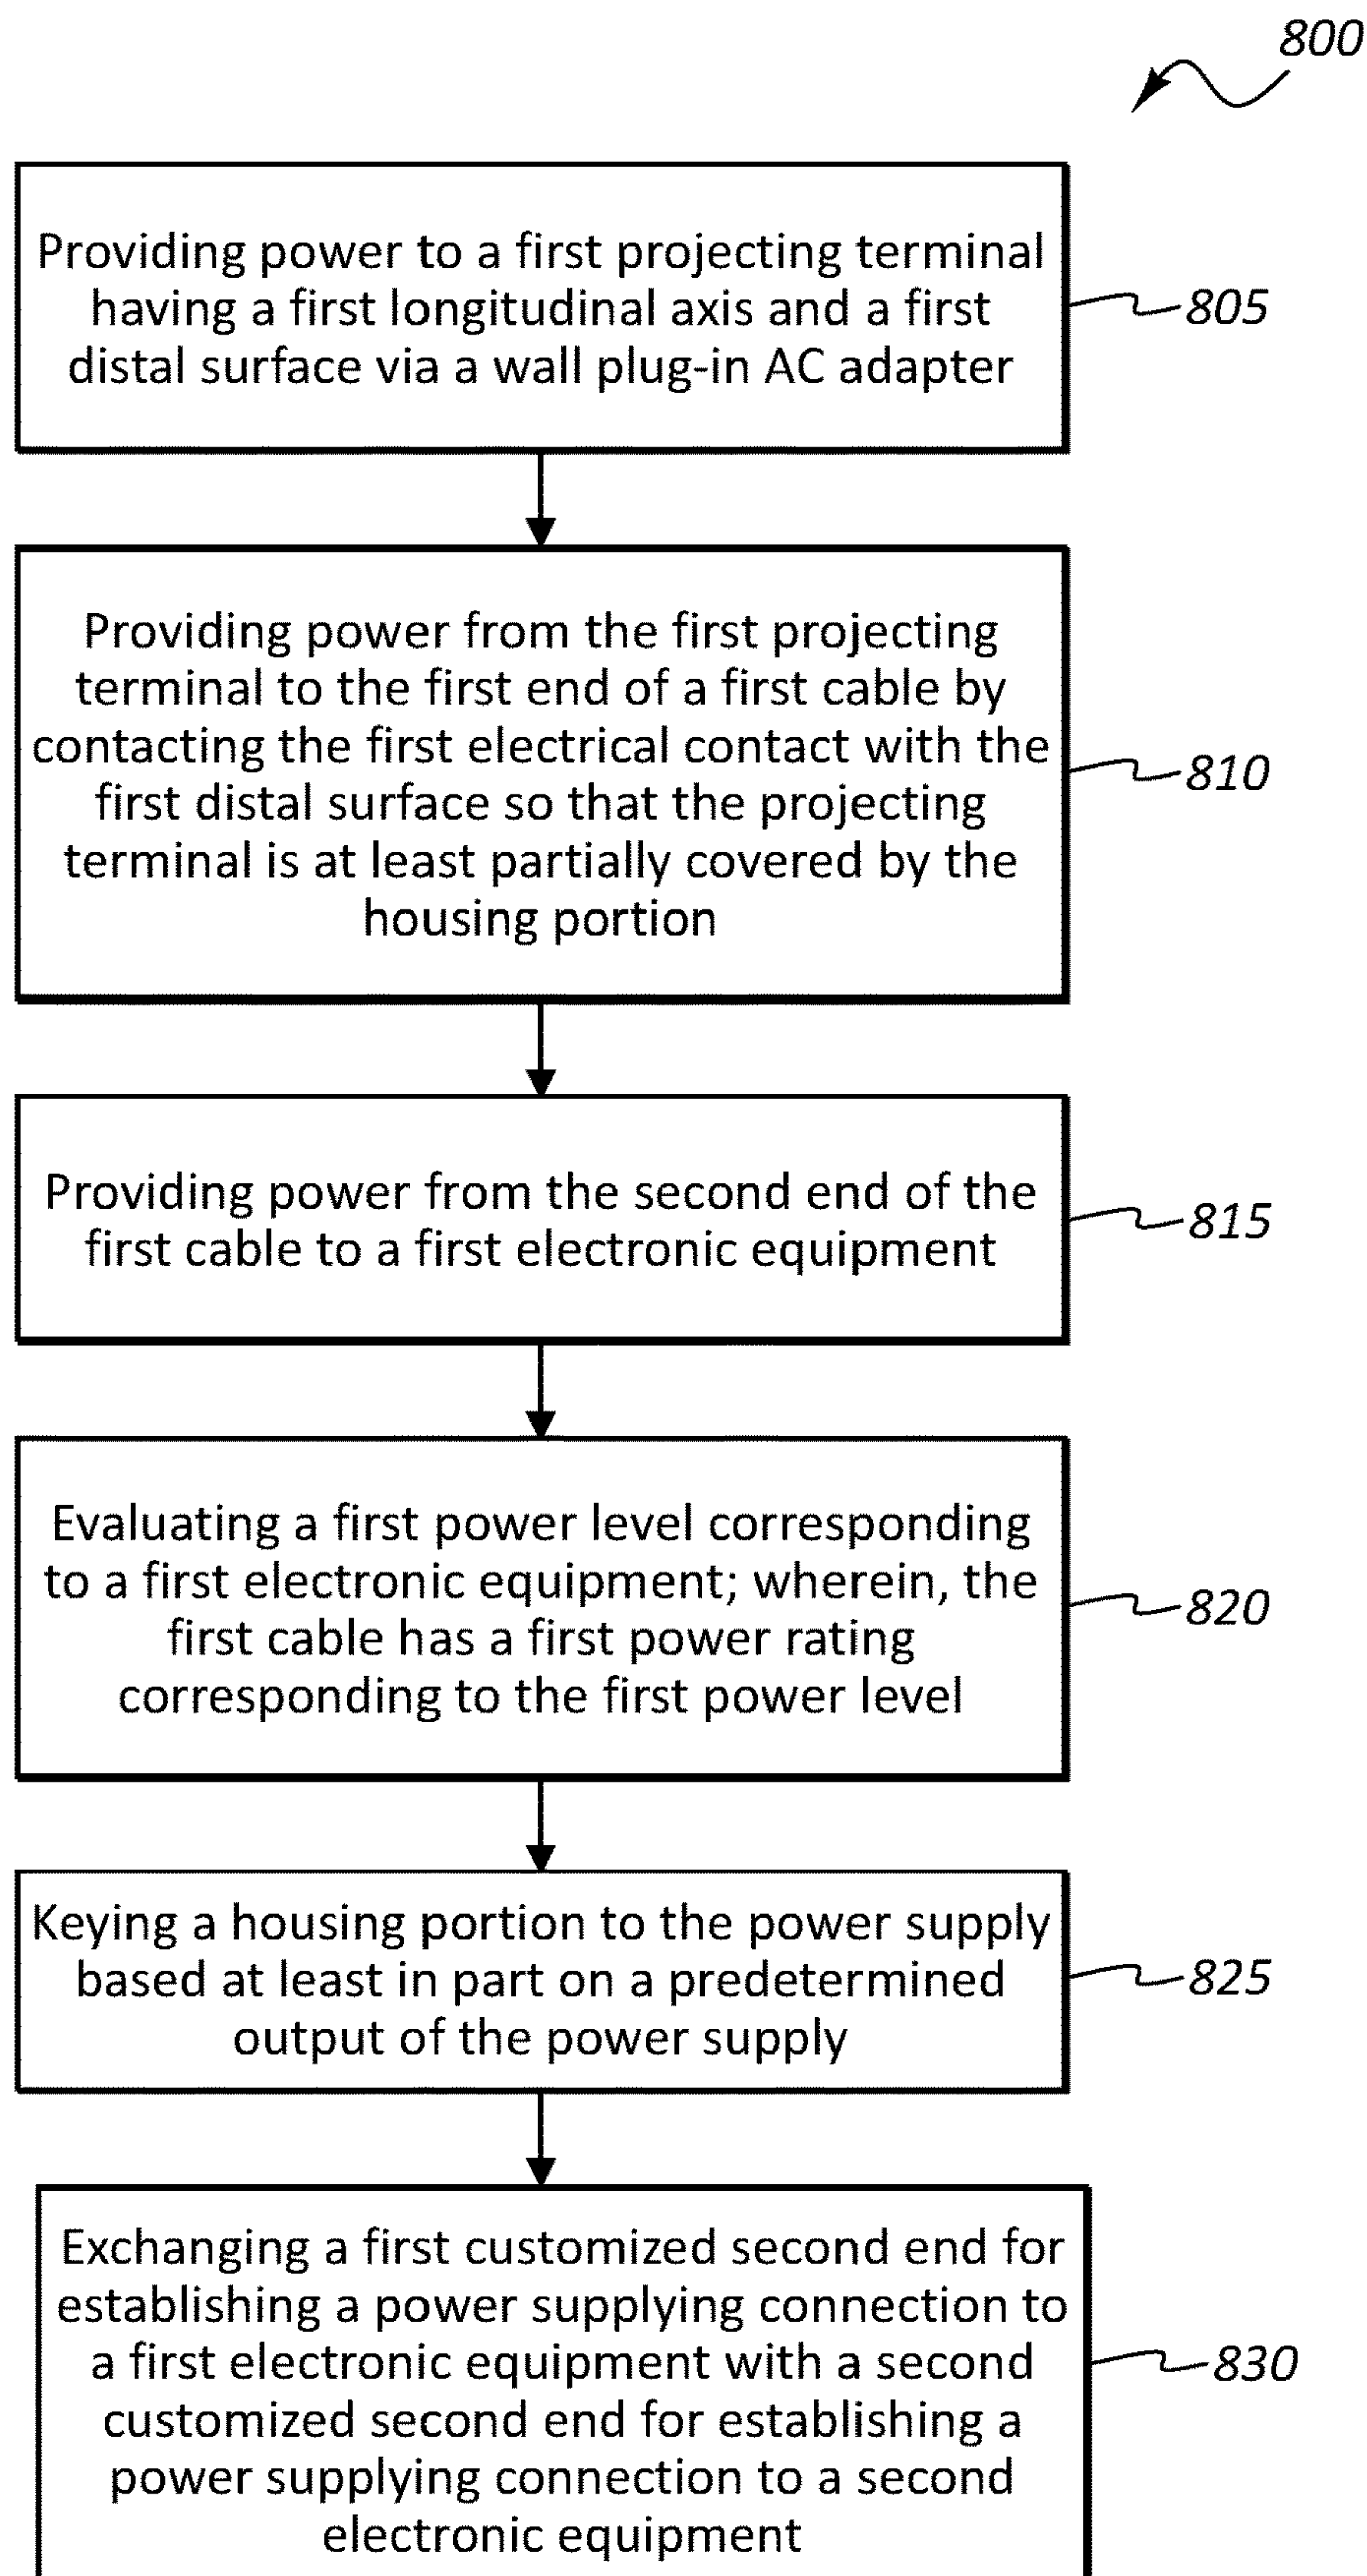 800
Providing power to a first projecting terminal
having a first longitudinal axis and a first
distal surface via a wall plug-in AC adapter
805
Providing power from the first projecting
terminal to the first end of a first cable by
contacting the first electrical contact with the
first distal surface so that the projecting
terminal is at least partially covered by the
housing portion
810
Providing power from the second end of the
first cable to a first electronic equipment
815
Evaluating a first power level corresponding
to a first electronic equipment; wherein, the
first cable has a first power rating
corresponding to the first power level
820
Keying a housing portion to the power supply
based at least in part on a predetermined
output of the power supply
825
Exchanging a first customized second end for
establishing a power supplying connection to
a first electronic equipment with a second
customized second end for establishing a
power supplying connection to a second
electronic equipment
830